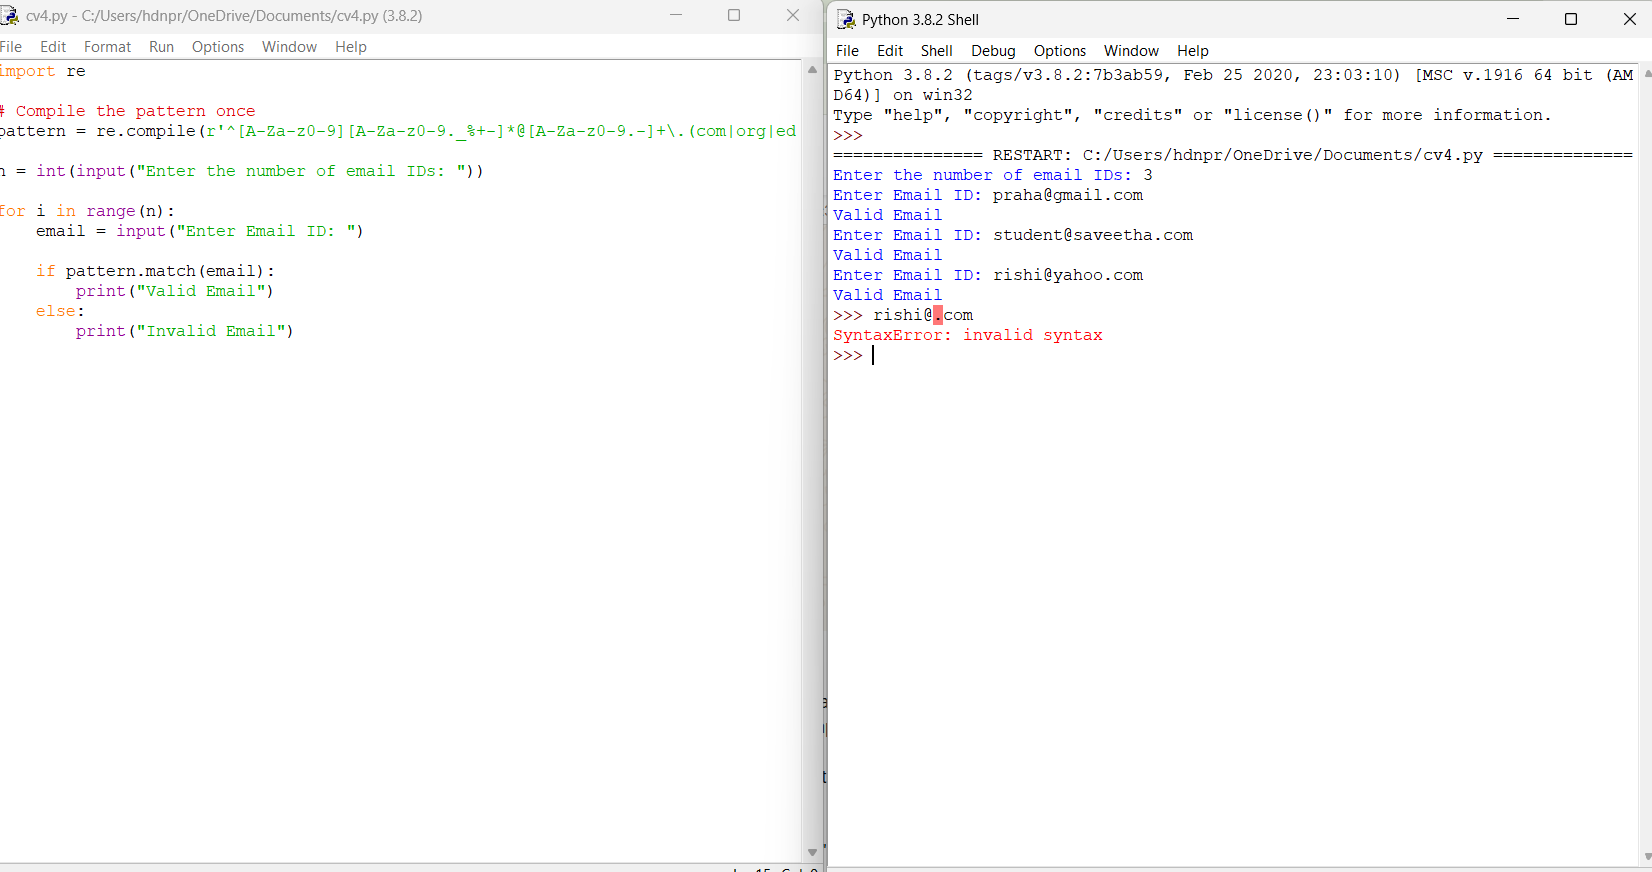 cv4.py - C:/Users/hdnpr/OneDrive/Documents/cv4.py (3.8.2)
File Edit Format Run Options Window Help
import re
# Compile the pattern once
pattern = re.compile(r'^[A-Za-z0-9][A-Za-z0-9._%+-]*@[A-Za-z0-9.-]+\.(com|org|ed
n = int(input("Enter the number of email IDs: "))
for i in range(n):
    email = input("Enter Email ID: ")
    if pattern.match(email):
        print("Valid Email")
    else:
        print("Invalid Email")
Python 3.8.2 Shell
File Edit Shell Debug Options Window Help
Python 3.8.2 (tags/v3.8.2:7b3ab59, Feb 25 2020, 23:03:10) [MSC v.1916 64 bit (AM
D64)] on win32
Type "help", "copyright", "credits" or "license()" for more information.
>>>
=============== RESTART: C:/Users/hdnpr/OneDrive/Documents/cv4.py ==============
Enter the number of email IDs: 3
Enter Email ID: praha@gmail.com
Valid Email
Enter Email ID: student@saveetha.com
Valid Email
Enter Email ID: rishi@yahoo.com
Valid Email
>>> rishi@.com
SyntaxError: invalid syntax
>>>